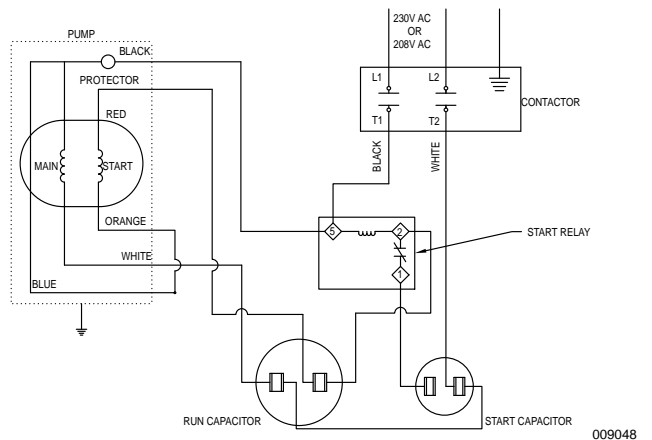 230V AC
OR
208V AC
PUMP
BLACK
PROTECTOR
L1
L2
CONTACTOR
RED
T1
T2
BLACK
WHITE
MAIN
START
ORANGE
5
2
START RELAY
WHITE
1
BLUE
RUN CAPACITOR
START CAPACITOR
009048